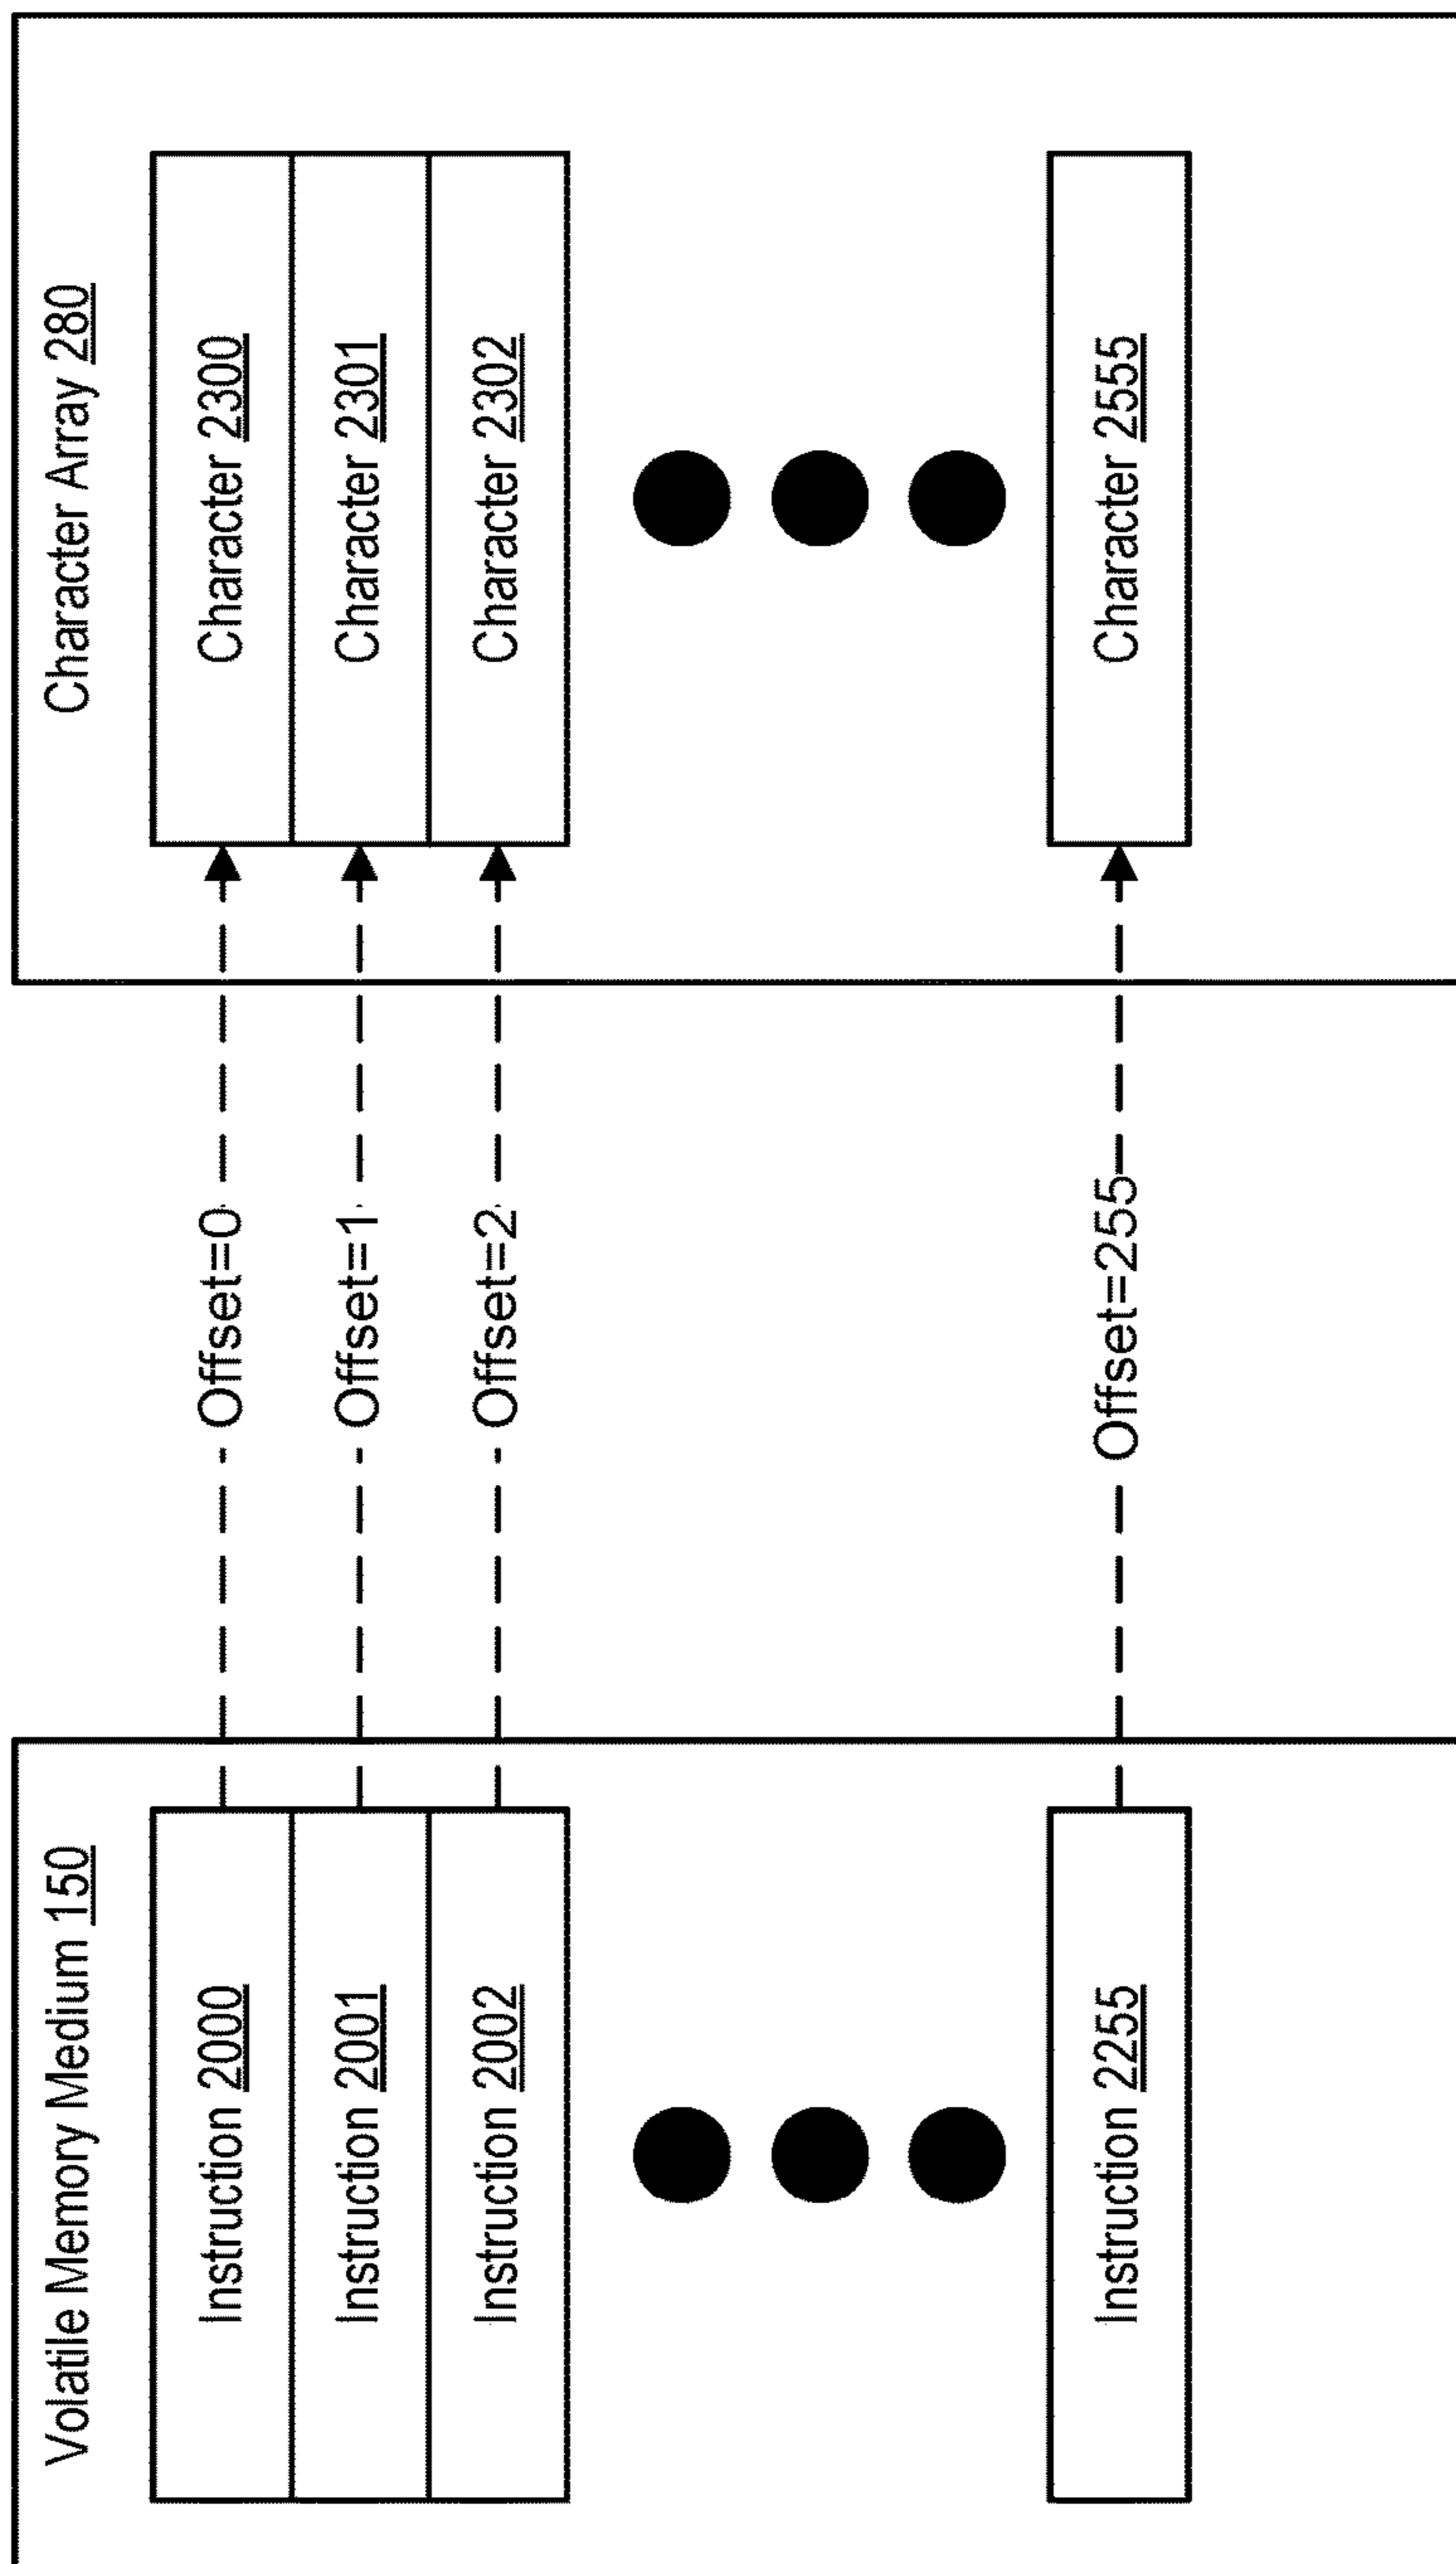 Volatile Memory Medium 150
Character Array 280
Instruction 2000
Offset=0
Character 2300
Instruction 2001
Offset=1
Character 2301
Instruction 2002
Offset=2
Character 2302
Instruction 2255
Offset=255
Character 2555